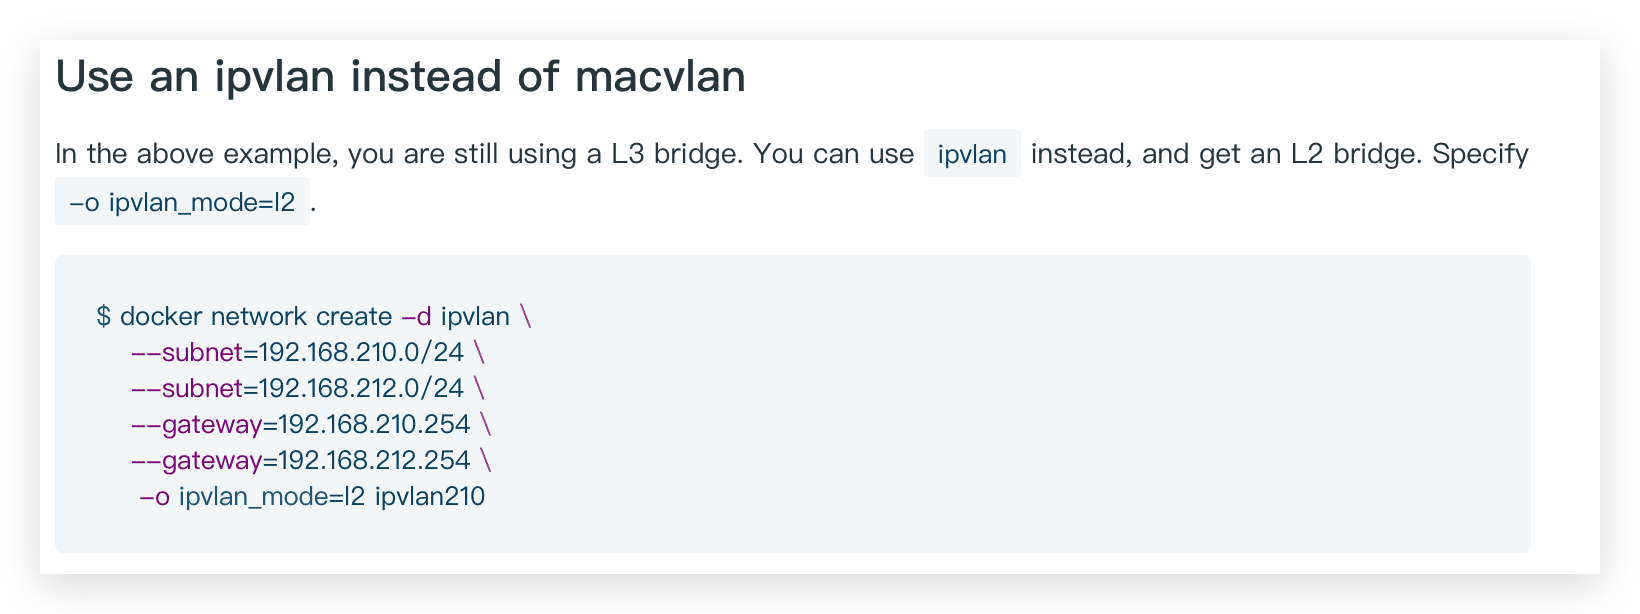 Use an ipvlan instead of macvlan
In the above example, you are still using a L3 bridge. You can use ipvlan instead, and get an L2 bridge. Specify
-o ipvlan_mode=l2 .
$ docker network create -d ipvlan \
--subnet=192.168.210.0/24 \
--subnet=192.168.212.0/24 \
--gateway=192.168.210.254 \
--gateway=192.168.212.254 \
-o ipvlan_mode=l2 ipvlan210